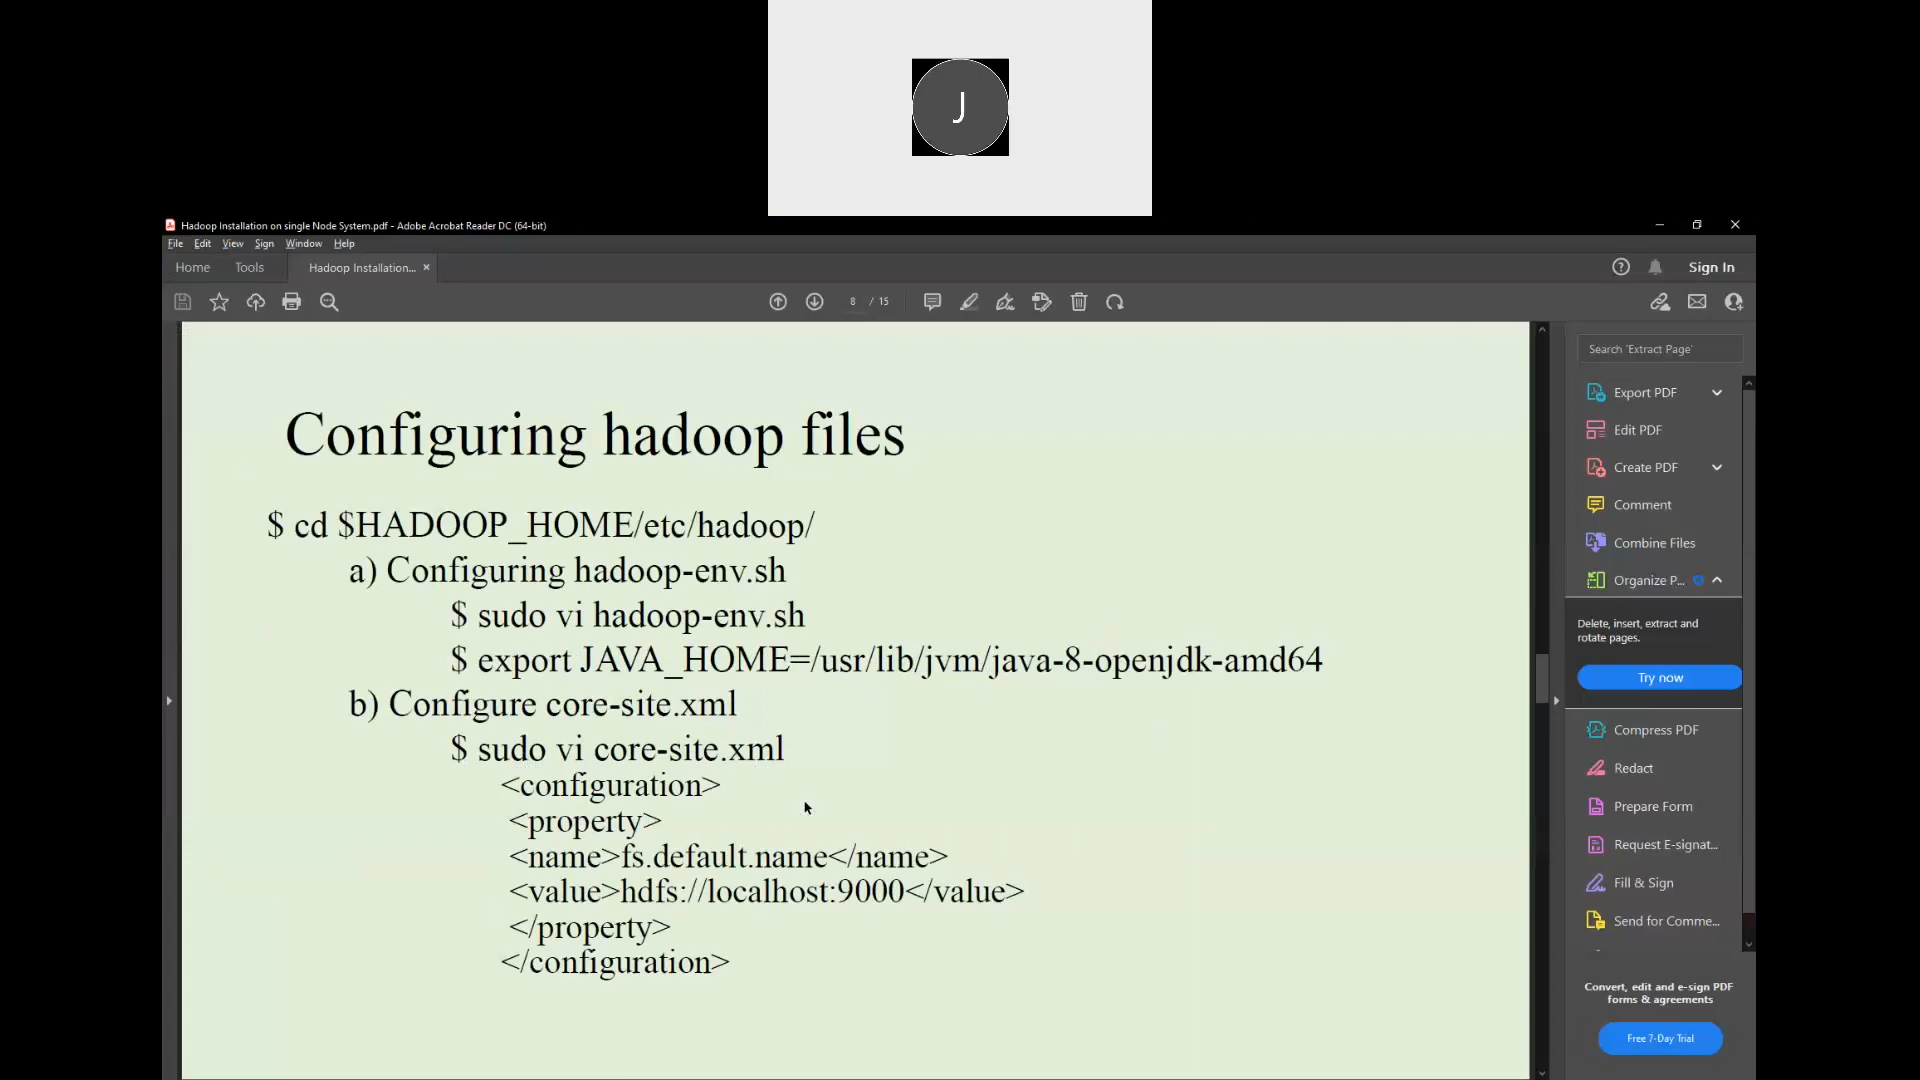 J
Hadoop Installation on single Node System.pdf - Adobe Acrobat Reader DC (64-bit)
File Edit View Sign Window Help
Home Tools Hadoop Installation... ×
Sign In
8 / 15
Search 'Extract Page'
Export PDF
Edit PDF
Create PDF
Comment
Combine Files
Organize P...
Delete, insert, extract and
rotate pages.
Try now
Compress PDF
Redact
Prepare Form
Request E-signat...
Fill & Sign
Send for Comme...
Convert, edit and e-sign PDF
forms & agreements
Free 7-Day Trial
Configuring hadoop files
$ cd $HADOOP_HOME/etc/hadoop/
a) Configuring hadoop-env.sh
$ sudo vi hadoop-env.sh
$ export JAVA_HOME=/usr/lib/jvm/java-8-openjdk-amd64
b) Configure core-site.xml
$ sudo vi core-site.xml
<configuration>
<property>
<name>fs.default.name</name>
<value>hdfs://localhost:9000</value>
</property>
</configuration>